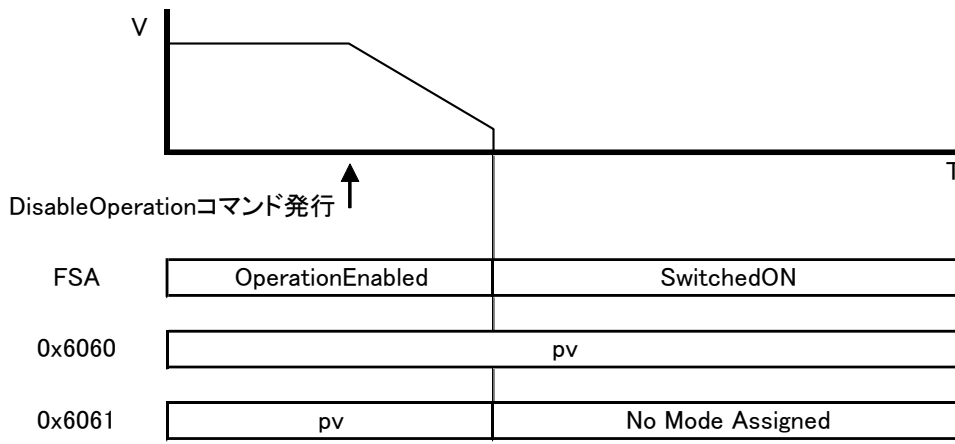 V
T
DisableOperationコマンド発行
FSA OperationEnabled SwitchedON
0x6060 pv
0x6061 pv No Mode Assigned